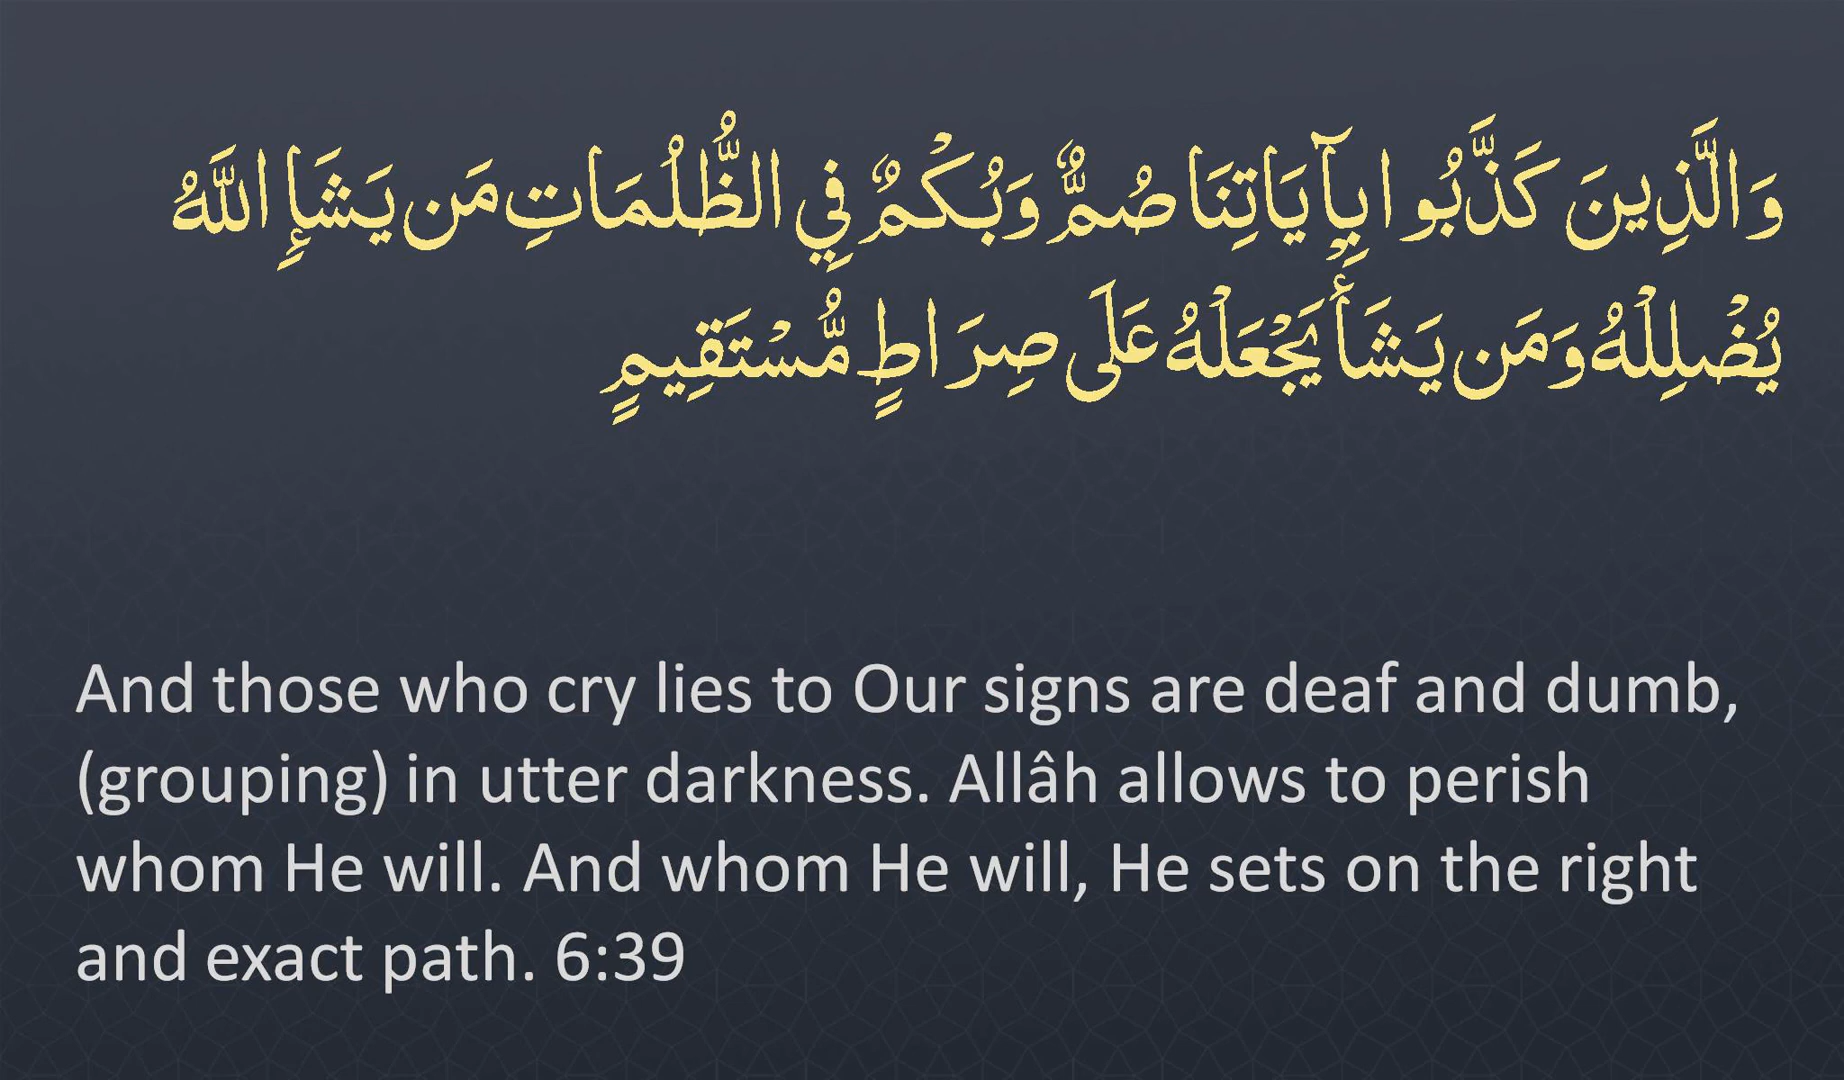 وَالَّذِينَ كَذَّبُوا بِآيَاتِنَا صُمٌّ وَبُكْمٌ فِي الظُّلُمَاتِ مَن يَشَإِ اللَّهُ
يُضْلِلْهُ وَمَن يَشَأْ يَجْعَلْهُ عَلَى صِرَاطٍ مُّسْتَقِيمٍ
And those who cry lies to Our signs are deaf and dumb,
(grouping) in utter darkness. Allâh allows to perish
whom He will. And whom He will, He sets on the right
and exact path. 6:39